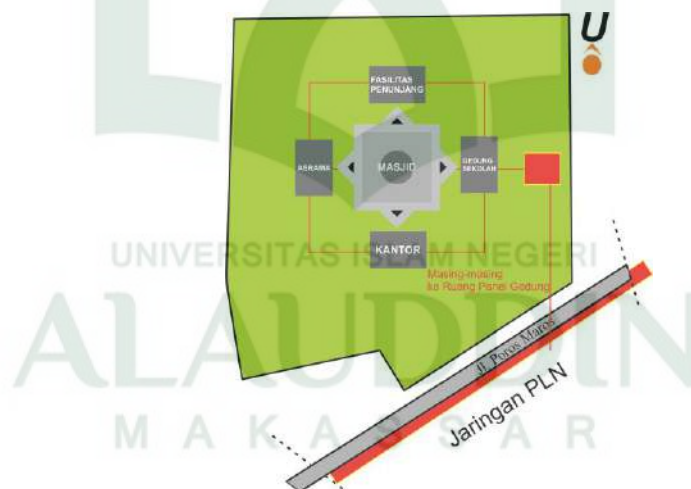 U
FASILITAS
PENUNJANG
ASRAMA
MASJID
GEDUNG
SEKOLAH
KANTOR
UNIVERSITAS ISLAM NEGERI
Masing-masing
ke Ruang Panel Gedung
ALAUDDIN
Jl. Poros Maros
Jaringan PLN
MAKASSAR